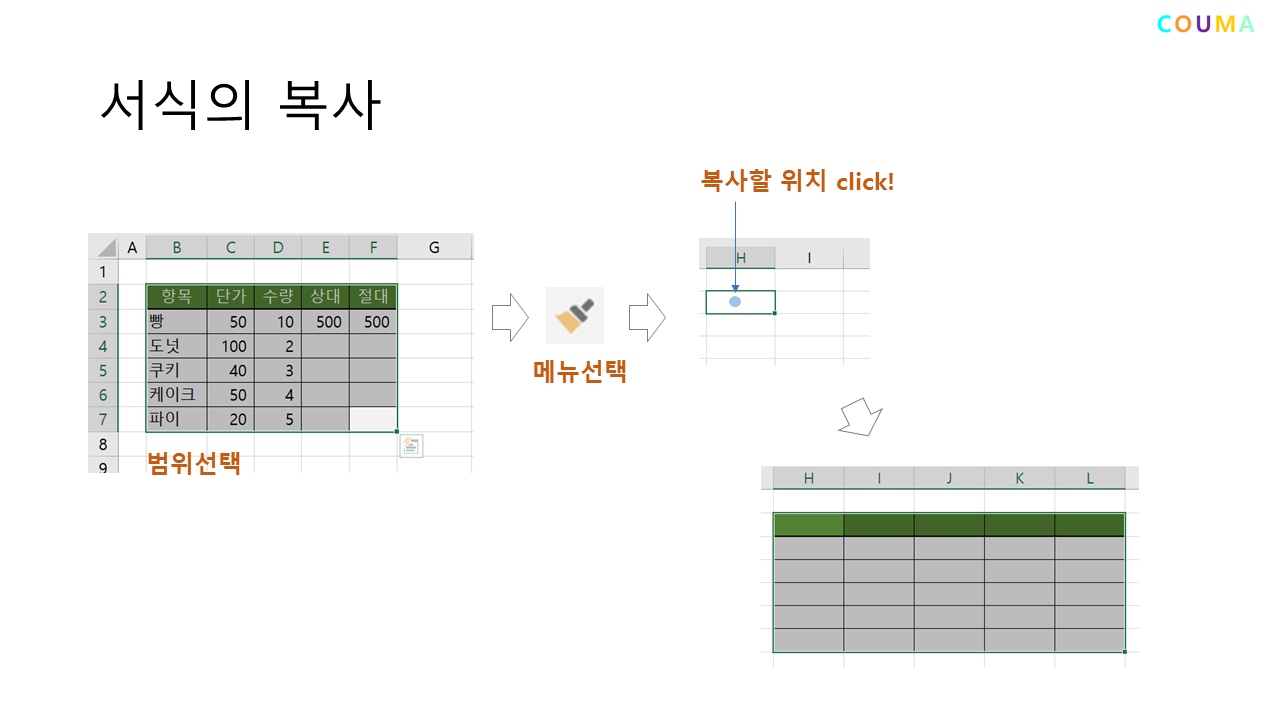 COUMA
서식의 복사
복사할 위치 click!
A B C D E F G
1
2 항목 단가 수량 상대 절대
3 빵 50 10 500 500
4 도넛 100 2
5 쿠키 40 3
6 케이크 50 4
7 파이 20 5
8
9
범위선택
메뉴선택
H I
H I J K L